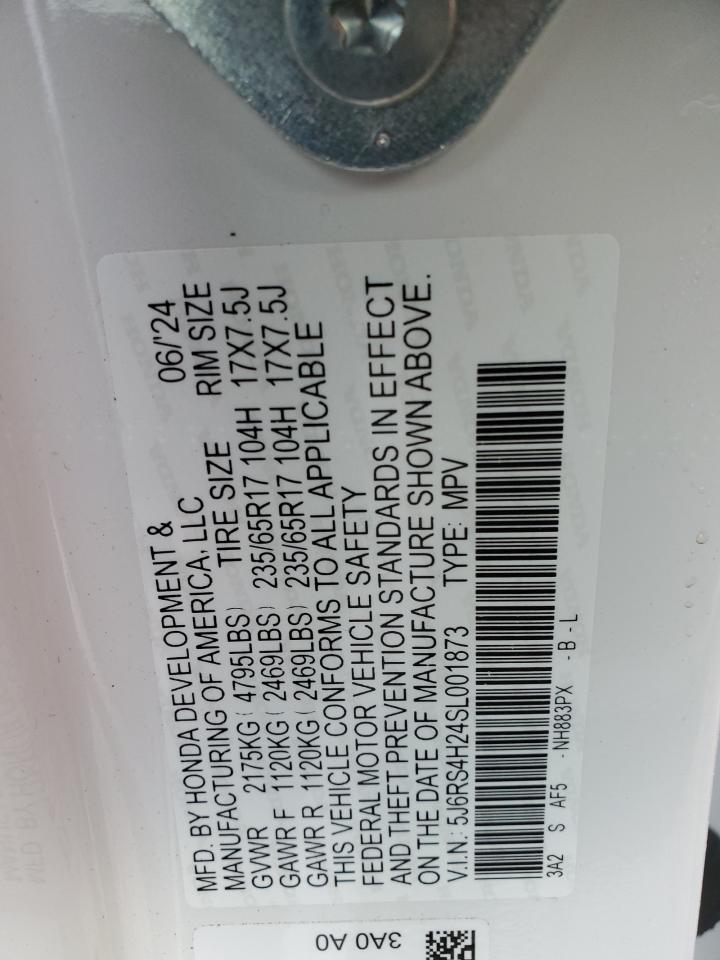 MFD. BY HONDA DEVELOPMENT & 06/'24
MANUFACTURING OF AMERICA, LLC RIM SIZE
TIRE SIZE
GVWR 2175KG ( 4795LBS)
GAWR F 1120KG ( 2469LBS) 235/65R17 104H 17X7.5J
GAWR R 1120KG ( 2469LBS) 235/65R17 104H 17X7.5J
THIS VEHICLE CONFORMS TO ALL APPLICABLE
FEDERAL MOTOR VEHICLE SAFETY
AND THEFT PREVENTION STANDARDS IN EFFECT
ON THE DATE OF MANUFACTURE SHOWN ABOVE.
V.I.N.: 5J6RS4H24SL001873 TYPE: MPV
3A2 S AF5 -NH883PX -B-L
3A0 A0